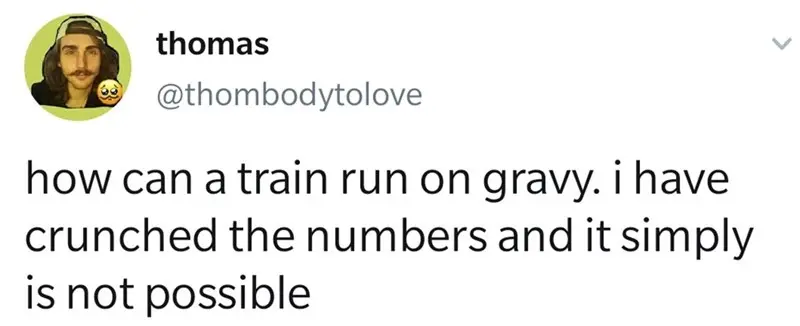 thomas
@thombodytolove
how can a train run on gravy. i have
crunched the numbers and it simply
is not possible